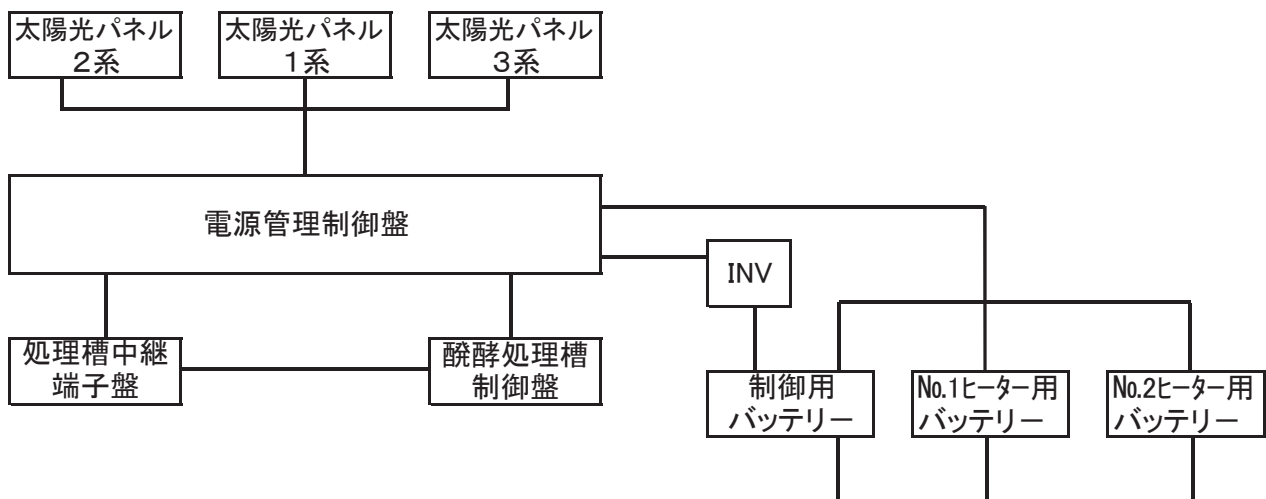 太陽光パネル
２系
太陽光パネル
１系
太陽光パネル
３系
電源管理制御盤
INV
処理槽中継
端子盤
醗酵処理槽
制御盤
制御用
バッテリー
No.1ヒーター用
バッテリー
No.2ヒーター用
バッテリー